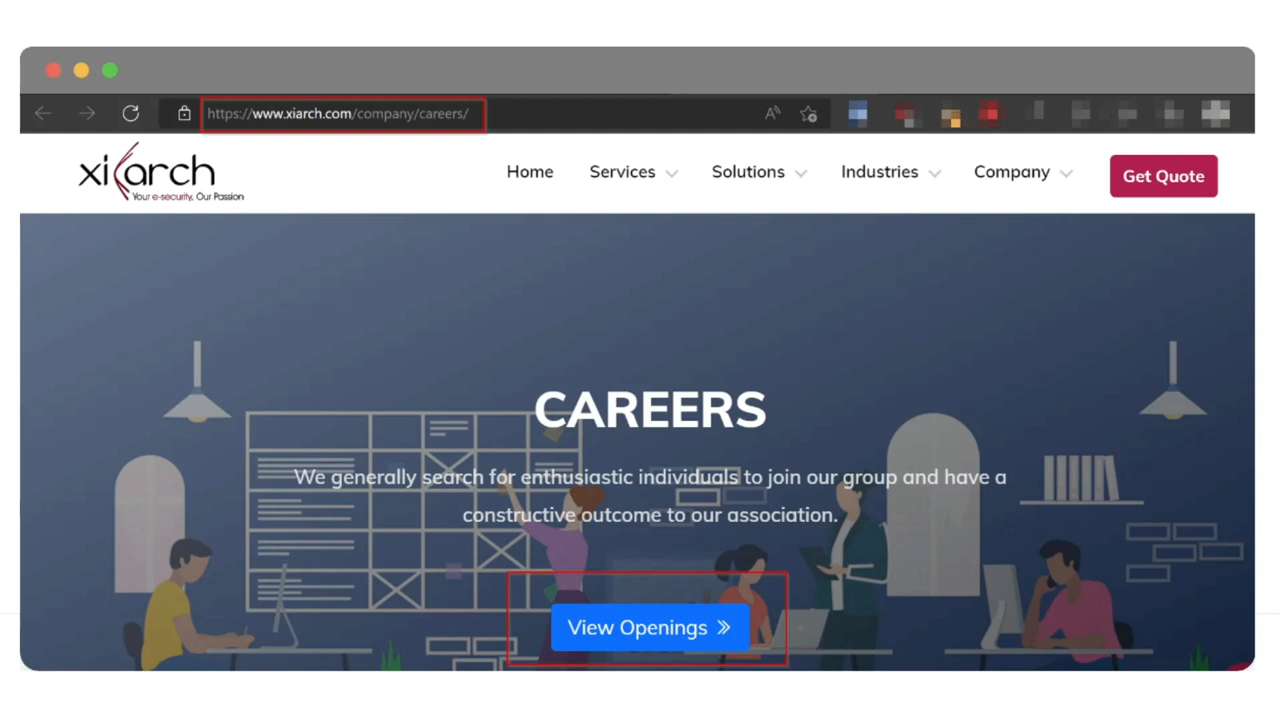 https://www.xiarch.com/company/careers/
xiarch
Your e-security, Our Passion
Home Services Solutions Industries Company Get Quote
CAREERS
We generally search for enthusiastic individuals to join our group and have a
constructive outcome to our association.
View Openings